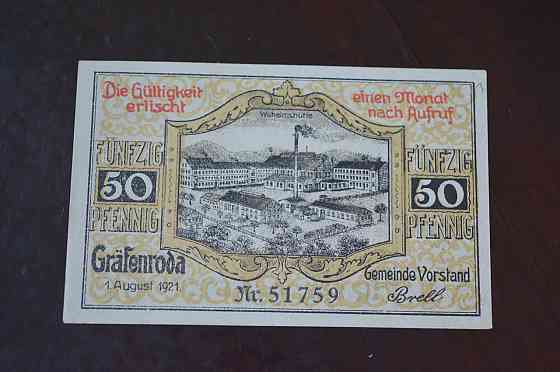 Die Gültigkeit
erlischt
einen Monat
nach Aufruf
Wilhelmshütte
FÜNFZIG
50
PFENNIG
FÜNFZIG
50
PFENNIG
Gräfenroda
1. August 1921.
Nr. 51759
Gemeinde Vorstand
Brell